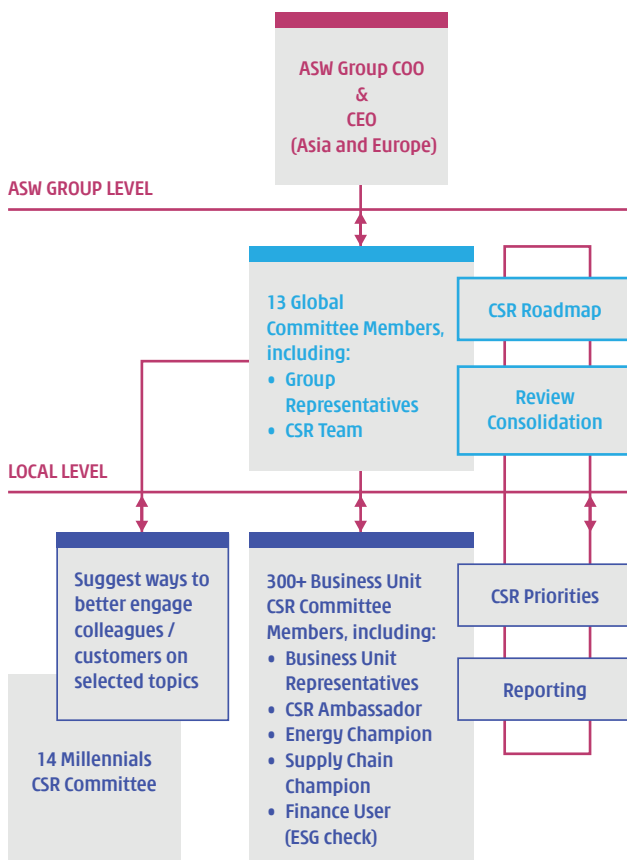 ASW Group COO
&
CEO
(Asia and Europe)
ASW GROUP LEVEL
13 Global
Committee Members,
including:
• Group
Representatives
• CSR Team
CSR Roadmap
Review
Consolidation
LOCAL LEVEL
Suggest ways to
better engage
colleagues /
customers on
selected topics
14 Millennials
CSR Committee
300+ Business Unit
CSR Committee
Members, including:
• Business Unit
Representatives
• CSR Ambassador
• Energy Champion
• Supply Chain
Champion
• Finance User
(ESG check)
CSR Priorities
Reporting